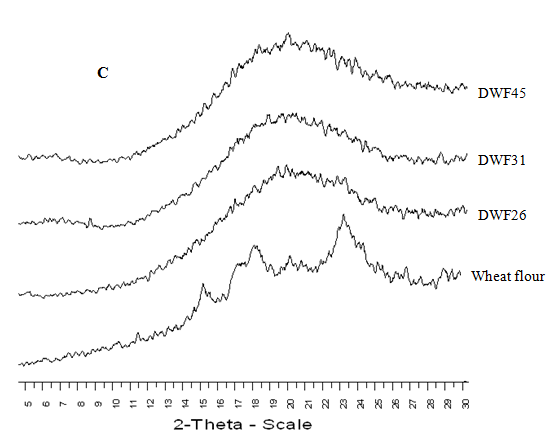 C
DWF45
DWF31
DWF26
Wheat flour
5 6 7 8 9 10 11 12 13 14 15 16 17 18 19 20 21 22 23 24 25 26 27 28 29 30
2-Theta - Scale